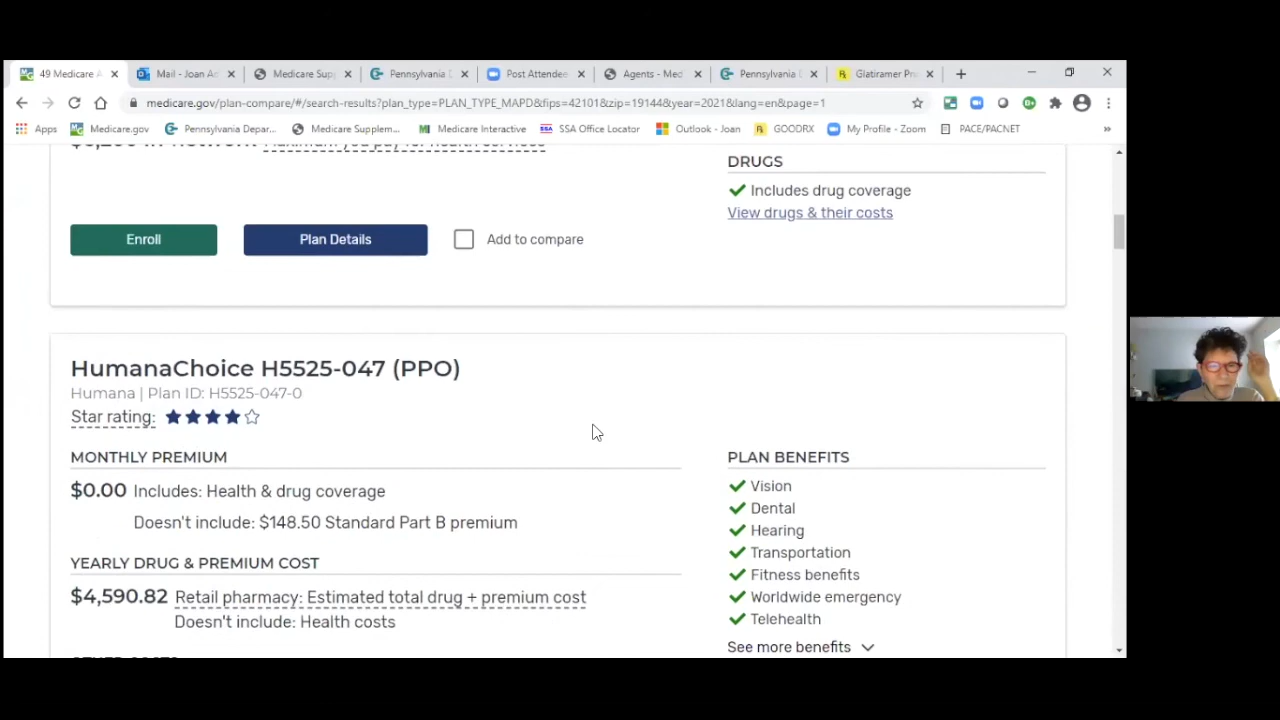 49 Medicare A
Mail - Joan A
Medicare Sup
Pennsylvania D
Post Attende
Agents - Med
Pennsylvania D
Glatiramer Pr
medicare.gov/plan-compare/#/search-results?plan_type=PLAN_TYPE_MAPD&fips=42101&zip=19144&year=2021&lang=en&page=1
Apps
Medicare.gov
Pennsylvania Depar...
Medicare Supplem...
Medicare Interactive
SSA Office Locator
Outlook - Joan
GOODRX
My Profile - Zoom
PACE/PACNET
DRUGS
Includes drug coverage
View drugs & their costs
Enroll
Plan Details
Add to compare
HumanaChoice H5525-047 (PPO)
Humana | Plan ID: H5525-047-0
Star rating:
MONTHLY PREMIUM
$0.00 Includes: Health & drug coverage
Doesn't include: $148.50 Standard Part B premium
YEARLY DRUG & PREMIUM COST
$4,590.82 Retail pharmacy: Estimated total drug + premium cost
Doesn't include: Health costs
PLAN BENEFITS
Vision
Dental
Hearing
Transportation
Fitness benefits
Worldwide emergency
Telehealth
See more benefits